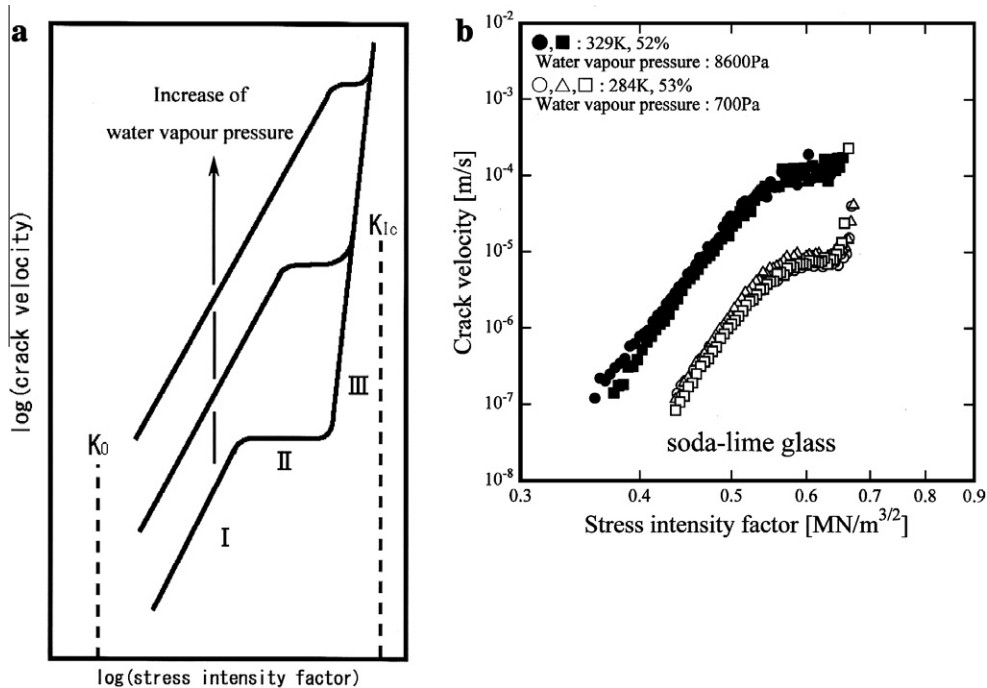 a
Increase of
water vapour pressure
K0
KIc
I
II
III
log(crack velocity)
log(stress intensity factor)
b
10-2
10-3
10-4
10-5
10-6
10-7
10-8
Crack velocity [m/s]
●,■ : 329K, 52%
Water vapour pressure : 8600Pa
○,△,□ : 284K, 53%
Water vapour pressure : 700Pa
soda-lime glass
0.3 0.4 0.5 0.6 0.7 0.8 0.9
Stress intensity factor [MN/m3/2]